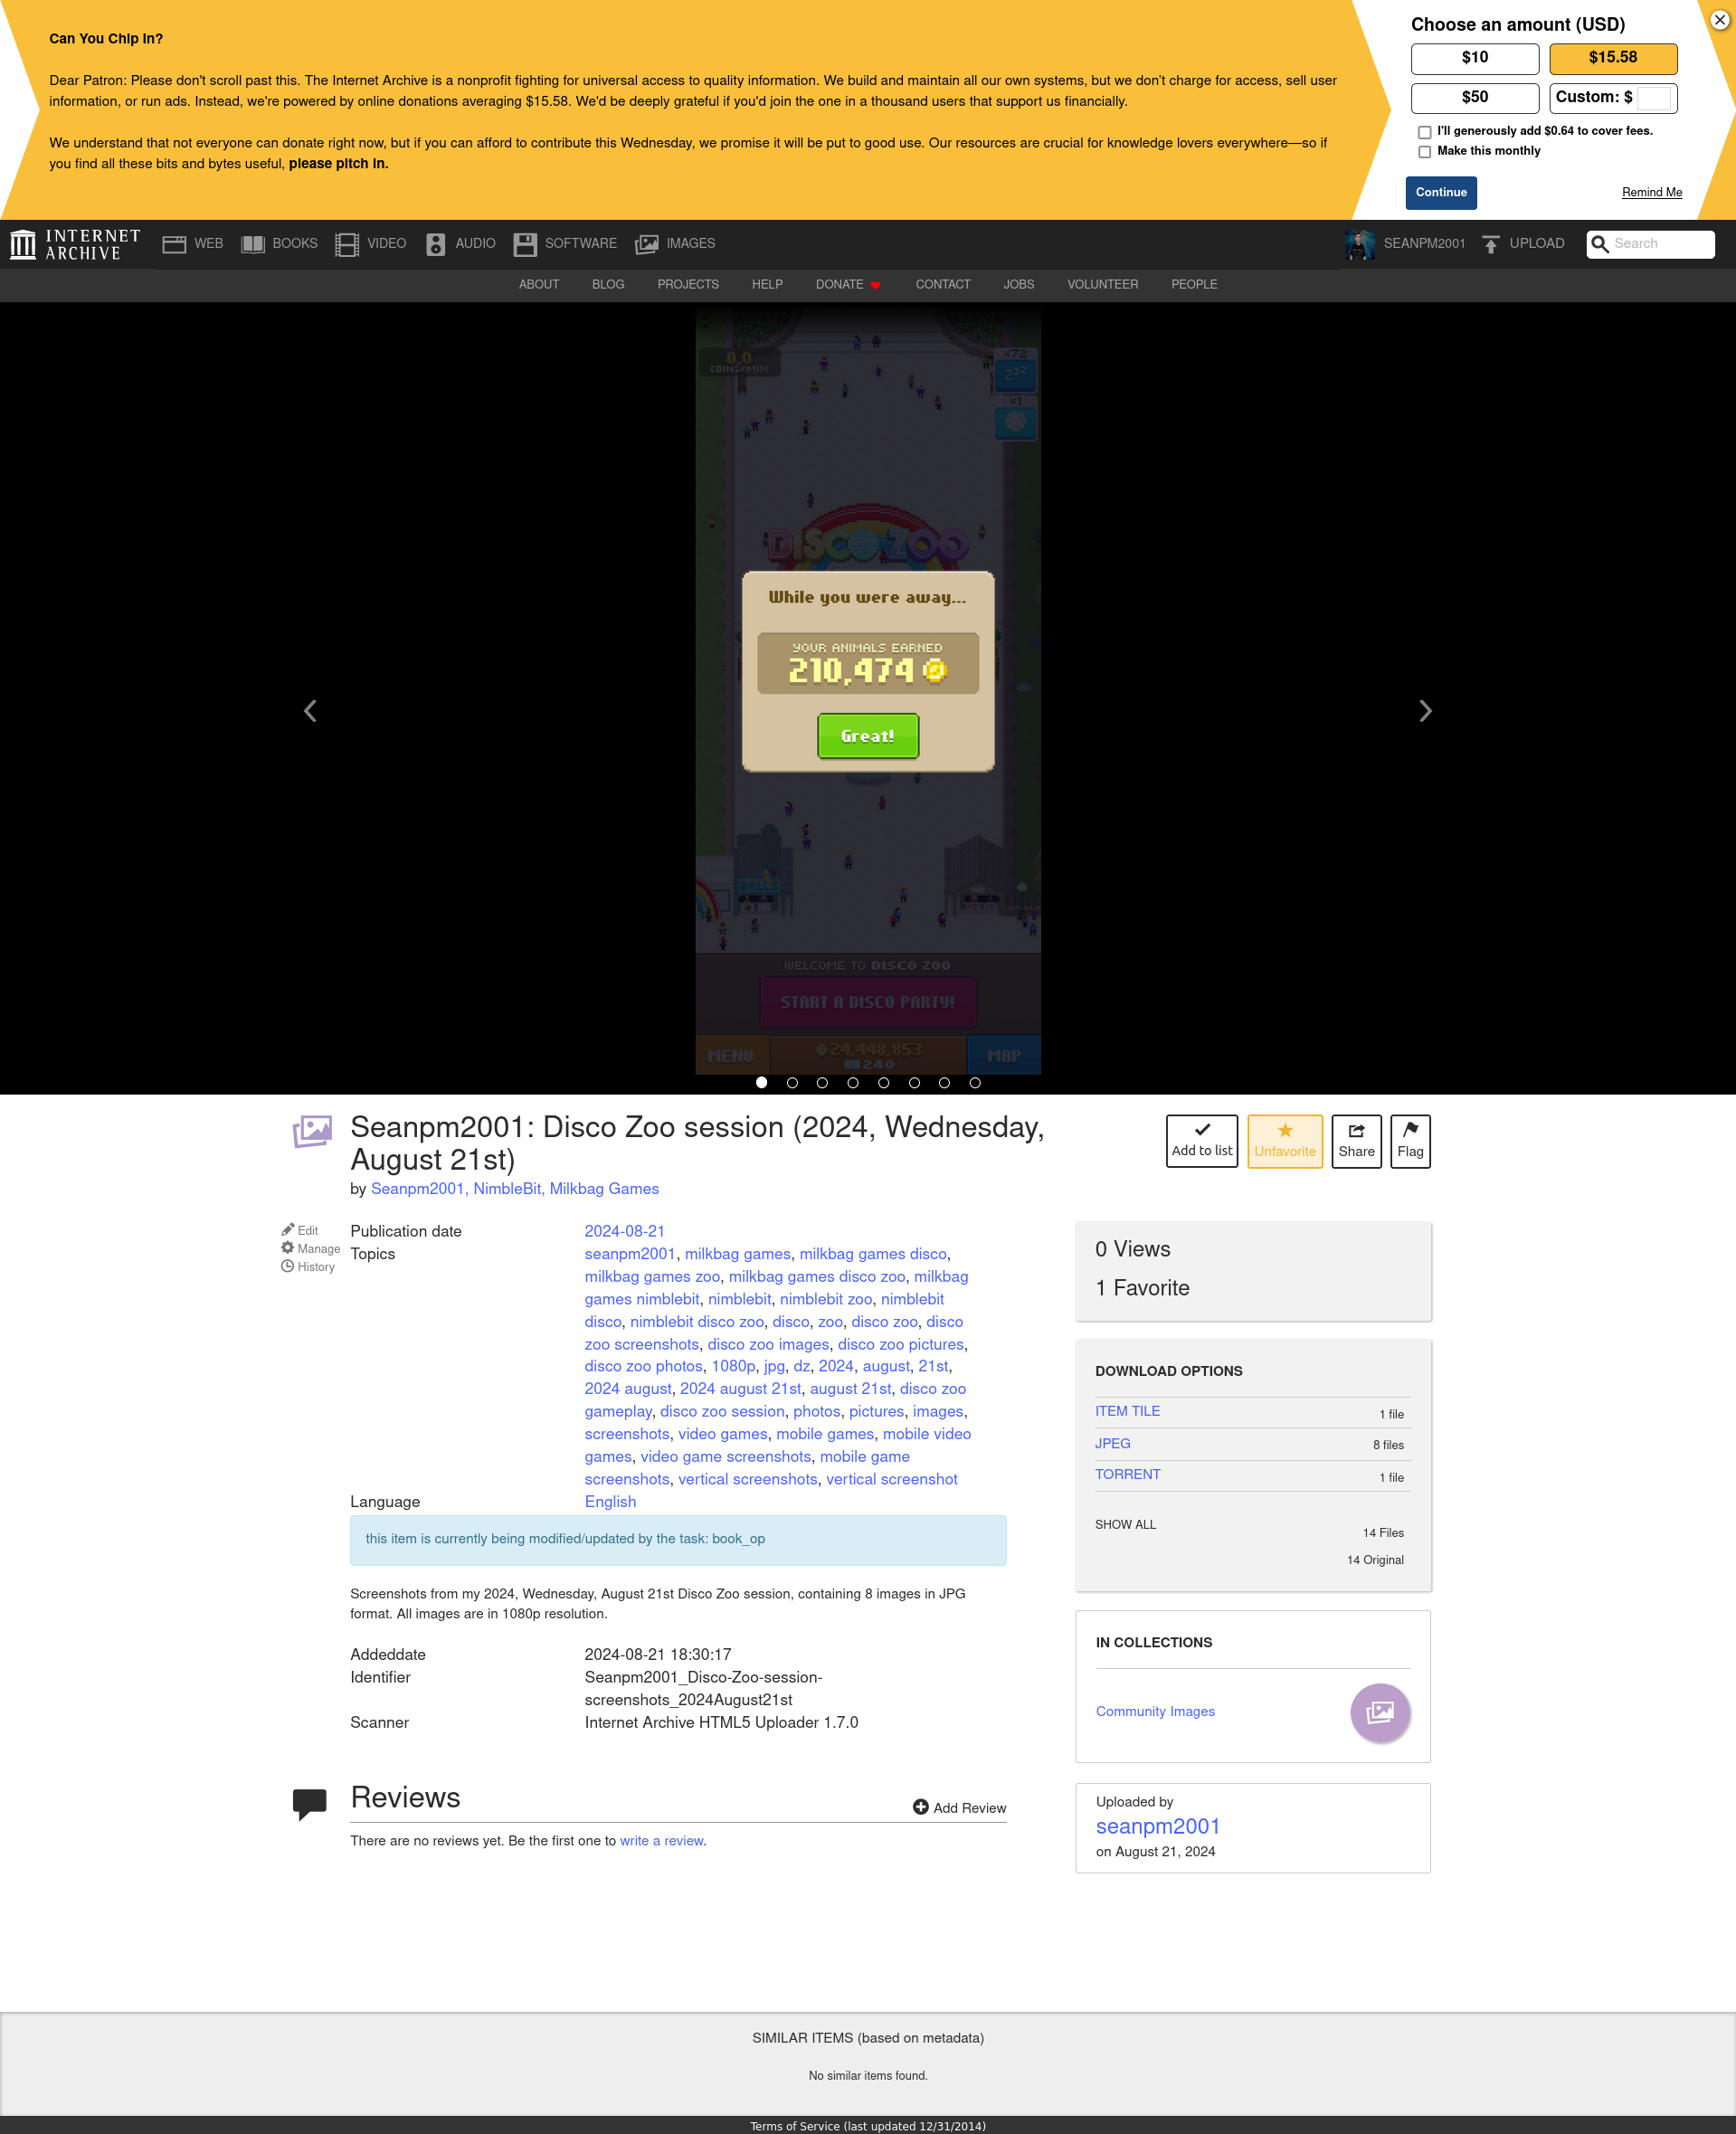 Can You Chip In?
Dear Patron: Please don't scroll past this. The Internet Archive is a nonprofit fighting for universal access to quality information. We build and maintain all our own systems, but we don't charge for access, sell user
information, or run ads. Instead, we're powered by online donations averaging $15.58. We'd be deeply grateful if you'd join the one in a thousand users that support us financially.
We understand that not everyone can donate right now, but if you can afford to contribute this Wednesday, we promise it will be put to good use. Our resources are crucial for knowledge lovers everywhere—so if
you find all these bits and bytes useful, please pitch in.
Choose an amount (USD)
$10
$15.58
$50
Custom: $
I'll generously add $0.64 to cover fees.
Make this monthly
Continue
Remind Me
INTERNET
ARCHIVE
WEB
BOOKS
VIDEO
AUDIO
SOFTWARE
IMAGES
SEANPM2001
UPLOAD
Search
ABOUT
BLOG
PROJECTS
HELP
DONATE
CONTACT
JOBS
VOLUNTEER
PEOPLE
0.0
COINS/MIN
x72
zzz
x1
DISCO ZOO
While you were away...
YOUR ANIMALS EARNED
210,474
Great!
BALLS
WELCOME TO DISCO ZOO
START A DISCO PARTY!
MENU
24,448,853
240
MAP
Seanpm2001: Disco Zoo session (2024, Wednesday,
August 21st)
by Seanpm2001, NimbleBit, Milkbag Games
Add to list
Unfavorite
Share
Flag
Edit
Manage
History
Publication date
2024-08-21
Topics
seanpm2001, milkbag games, milkbag games disco,
milkbag games zoo, milkbag games disco zoo, milkbag
games nimblebit, nimblebit, nimblebit zoo, nimblebit
disco, nimblebit disco zoo, disco, zoo, disco zoo, disco
zoo screenshots, disco zoo images, disco zoo pictures,
disco zoo photos, 1080p, jpg, dz, 2024, august, 21st,
2024 august, 2024 august 21st, august 21st, disco zoo
gameplay, disco zoo session, photos, pictures, images,
screenshots, video games, mobile games, mobile video
games, video game screenshots, mobile game
screenshots, vertical screenshots, vertical screenshot
Language
English
this item is currently being modified/updated by the task: book_op
Screenshots from my 2024, Wednesday, August 21st Disco Zoo session, containing 8 images in JPG
format. All images are in 1080p resolution.
Addeddate
2024-08-21 18:30:17
Identifier
Seanpm2001_Disco-Zoo-session-
screenshots_2024August21st
Scanner
Internet Archive HTML5 Uploader 1.7.0
Reviews
Add Review
There are no reviews yet. Be the first one to write a review.
0 Views
1 Favorite
DOWNLOAD OPTIONS
ITEM TILE
1 file
JPEG
8 files
TORRENT
1 file
SHOW ALL
14 Files
14 Original
IN COLLECTIONS
Community Images
Uploaded by
seanpm2001
on August 21, 2024
SIMILAR ITEMS (based on metadata)
No similar items found.
Terms of Service (last updated 12/31/2014)